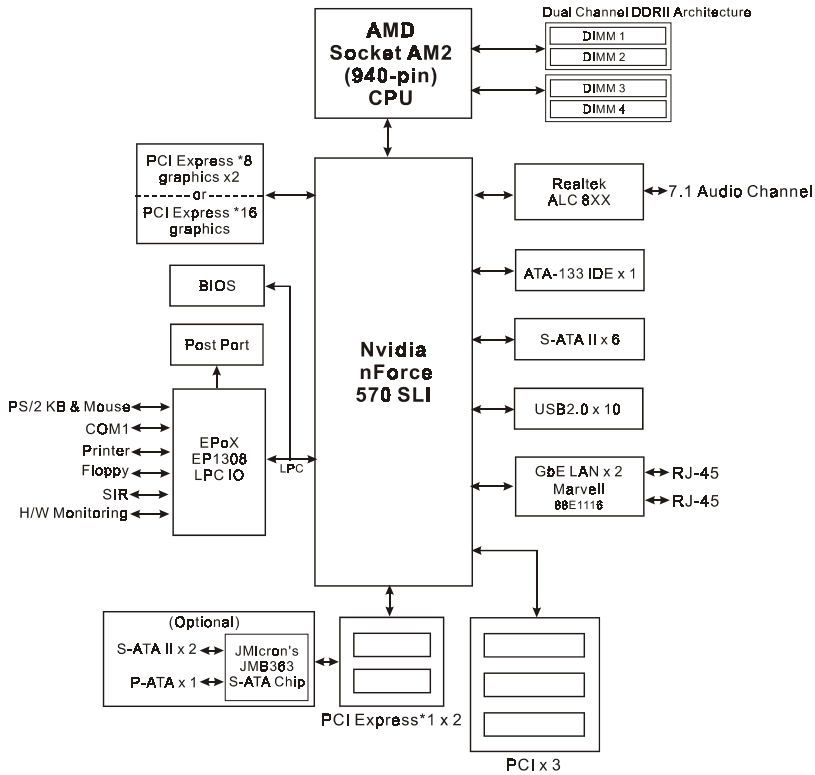 Dual Channel DDRII Architecture
AMD
Socket AM2
(940-pin)
CPU
DIMM 1
DIMM 2
DIMM 3
DIMM 4
PCI Express *8
graphics x2
or
PCI Express *16
graphics
Realtek
ALC 8XX
7.1 Audio Channel
BIOS
ATA-133 IDE x 1
Post Port
Nvidia
nForce
570 SLI
S-ATA II x 6
PS/2 KB & Mouse
COM1
Printer
Floppy
SIR
H/W Monitoring
EPoX
EP1308
LPC IO
LPC
USB2.0 x 10
GbE LAN x 2
Marvell
88E1116
RJ-45
RJ-45
(Optional)
S-ATA II x 2
P-ATA x 1
JMicron's
JMB363
S-ATA Chip
PCI Express*1 x 2
PCI x 3